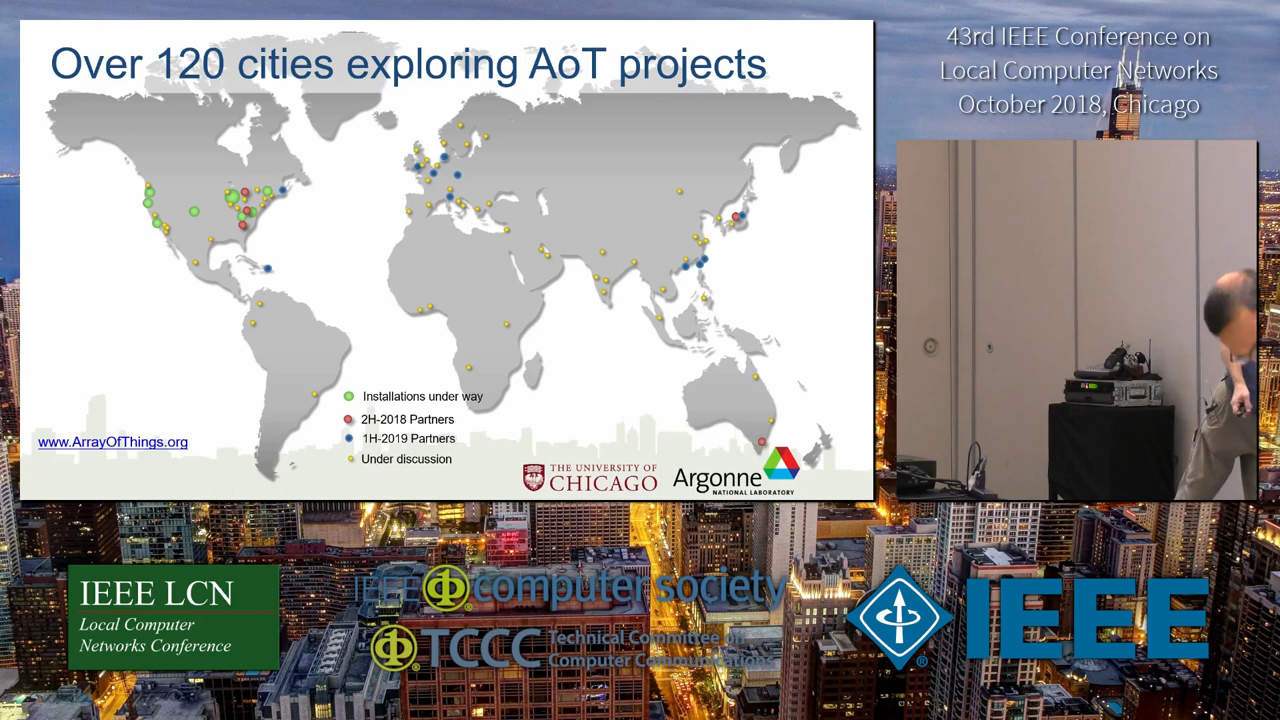 Over 120 cities exploring AoT projects
Installations under way
2H-2018 Partners
1H-2019 Partners
Under discussion
www.ArrayOfThings.org
THE UNIVERSITY OF
CHICAGO
Argonne
NATIONAL LABORATORY
43rd IEEE Conference on
Local Computer Networks
October 2018, Chicago
IEEE LCN
Local Computer
Networks Conference
IEEE computer society
TCCC Technical Committee on
Computer Communications
IEEE